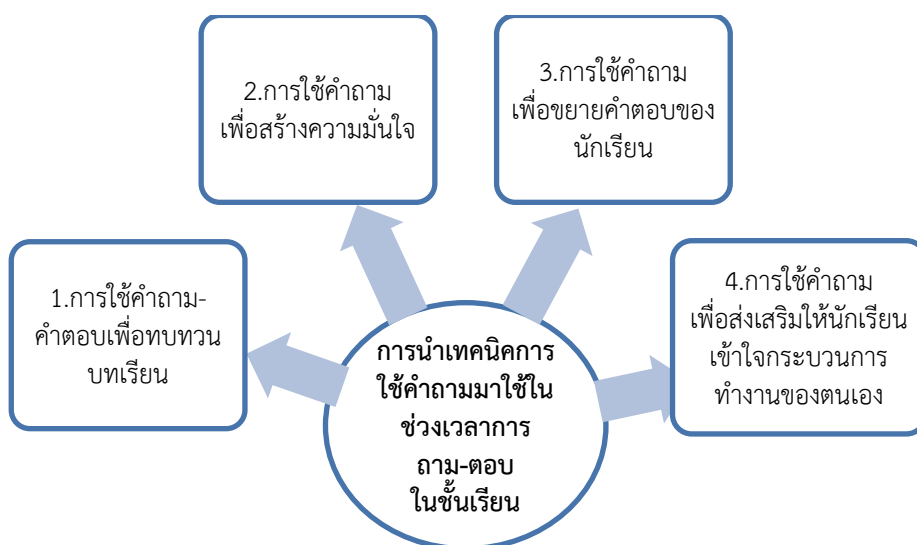 2.การใช้คำถาม
เพื่อสร้างความมั่นใจ
3.การใช้คำถาม
เพื่อขยายคำตอบของ
นักเรียน
1.การใช้คำถาม-
คำตอบเพื่อทบทวน
บทเรียน
4.การใช้คำถาม
เพื่อส่งเสริมให้นักเรียน
เข้าใจกระบวนการ
ทำงานของตนเอง
การนำเทคนิคการ
ใช้คำถามมาใช้ใน
ช่วงเวลาการ
ถาม-ตอบ
ในชั้นเรียน